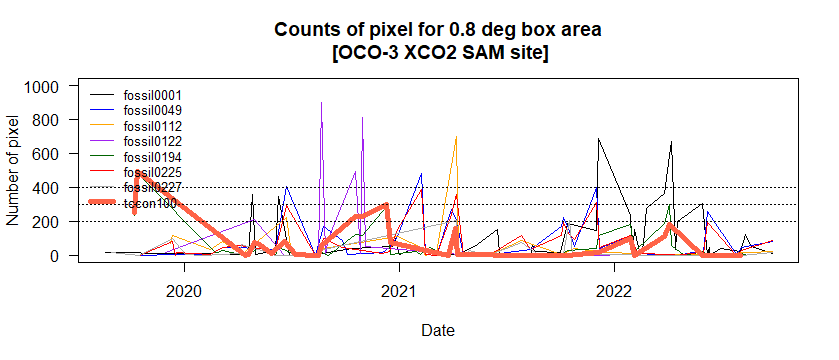 Counts of pixel for 0.8 deg box area
[OCO-3 XCO2 SAM site]
Number of pixel
1000
800
600
400
200
0
fossil0001
fossil0049
fossil0112
fossil0122
fossil0194
fossil0225
fossil0227
tccon100
2020
2021
2022
Date